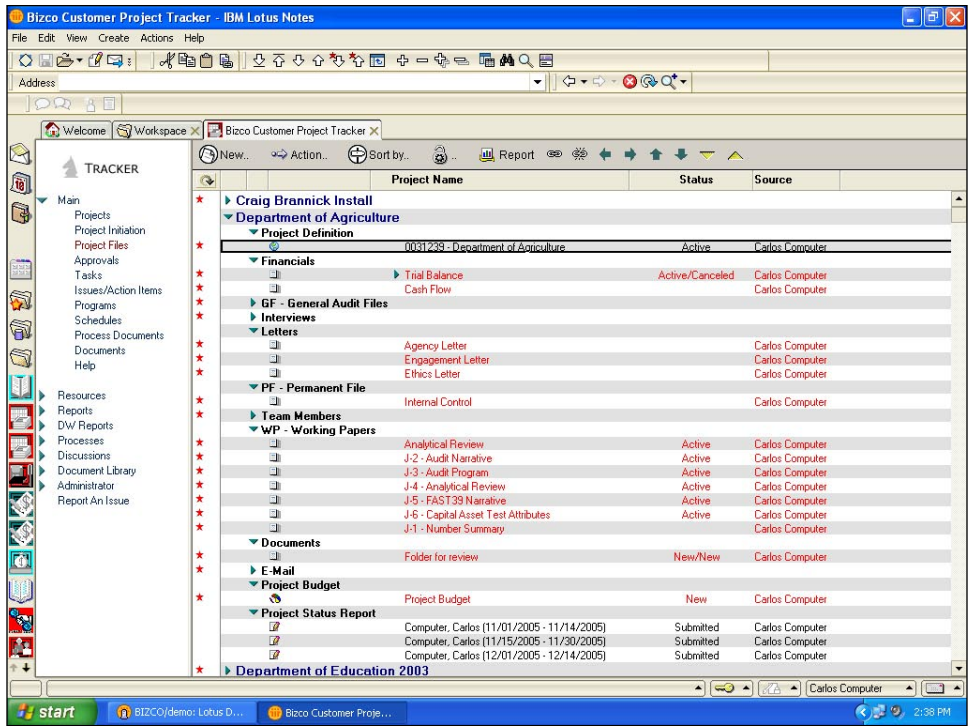 Bizco Customer Project Tracker - IBM Lotus Notes
File Edit View Create Actions Help
Address
Welcome Workspace Bizco Customer Project Tracker
TRACKER
Main
Projects
Project Initiation
Project Files
Approvals
Tasks
Issues/Action Items
Programs
Schedules
Process Documents
Documents
Help
Resources
Reports
DW Reports
Processes
Discussions
Document Library
Administrator
Report An Issue
New.. Action.. Sort by.. .. Report
Project Name Status Source
Craig Brannick Install
Department of Agriculture
Project Definition
0031239 - Department of Agriculture Active Carlos Computer
Financials
Trial Balance Active/Canceled Carlos Computer
Cash Flow Carlos Computer
GF - General Audit Files
Interviews
Letters
Agency Letter Carlos Computer
Engagement Letter Carlos Computer
Ethics Letter Carlos Computer
PF - Permanent File
Internal Control Carlos Computer
Team Members
WP - Working Papers
Analytical Review Active Carlos Computer
J-2 - Audit Narrative Active Carlos Computer
J-3 - Audit Program Active Carlos Computer
J-4 - Analytical Review Active Carlos Computer
J-5 - FAST39 Narrative Active Carlos Computer
J-6 - Capital Asset Test Attributes Active Carlos Computer
J-1 - Number Summary Carlos Computer
Documents
Folder for review New/New Carlos Computer
E-Mail
Project Budget
Project Budget New Carlos Computer
Project Status Report
Computer, Carlos (11/01/2005 - 11/14/2005) Submitted Carlos Computer
Computer, Carlos (11/15/2005 - 11/30/2005) Submitted Carlos Computer
Computer, Carlos (12/01/2005 - 12/14/2005) Submitted Carlos Computer
Department of Education 2003
Carlos Computer
start BIZCO/demo: Lotus D... Bizco Customer Proje... 2:38 PM